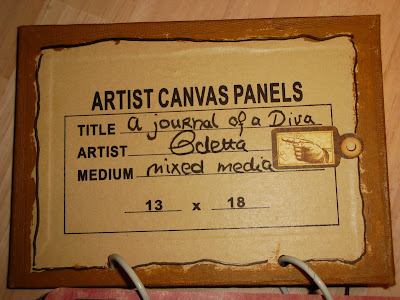 ARTIST CANVAS PANELS
TITLE a journal of a Diva
ARTIST Odetta
MEDIUM mixed media
13 x 18